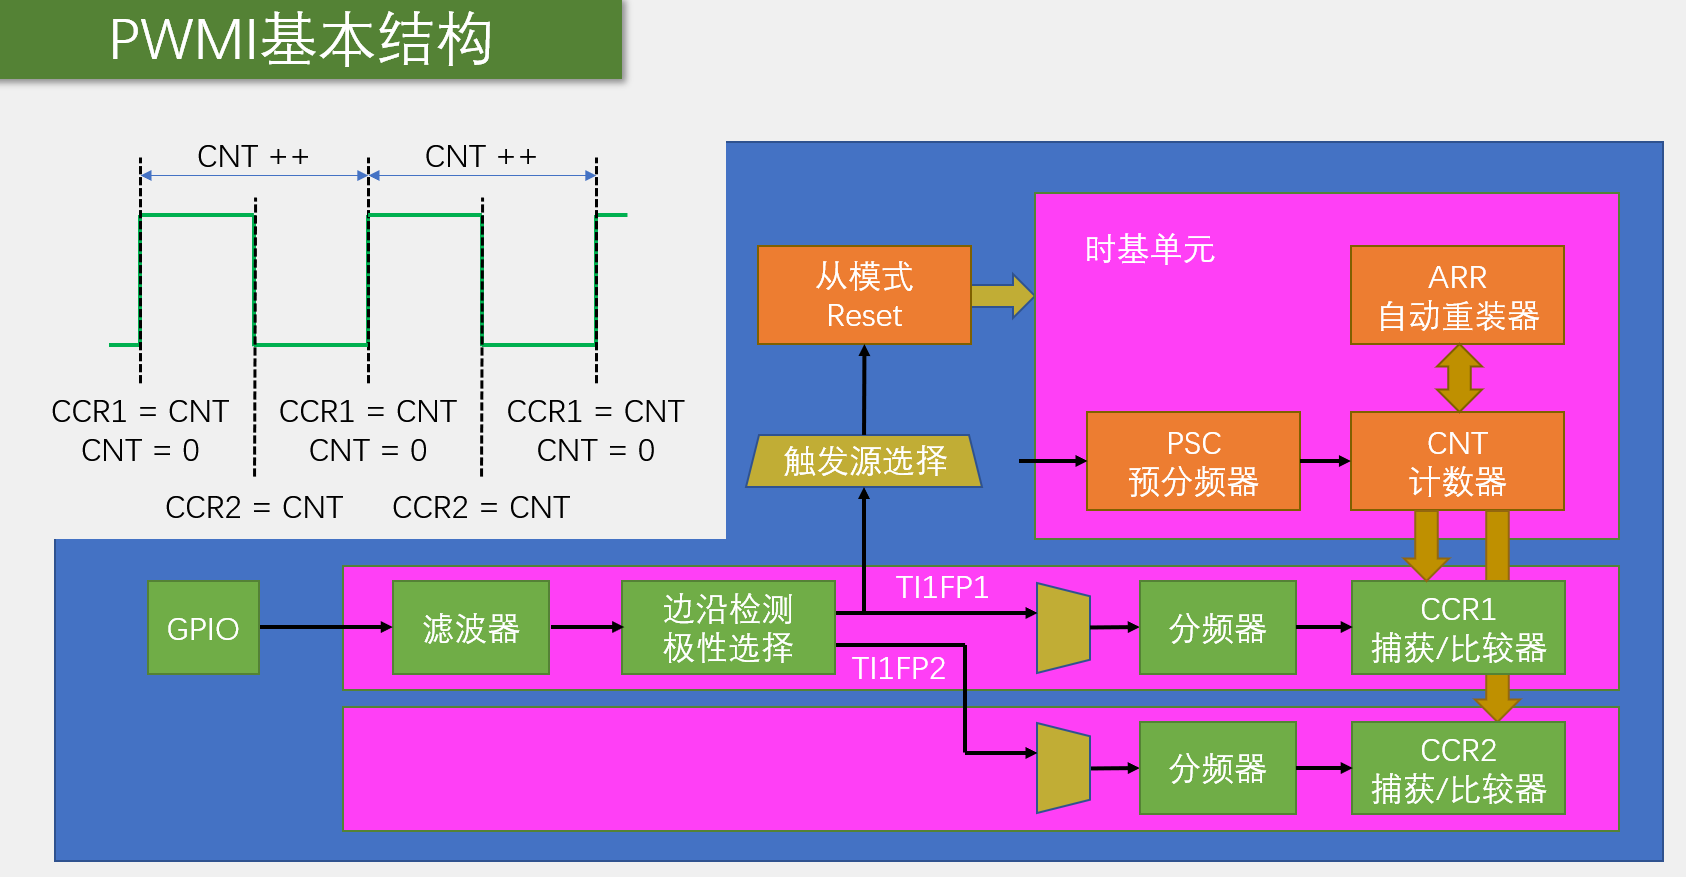 PWMI基本结构
CNT ++
CNT ++
CCR1 = CNT
CNT = 0
CCR1 = CNT
CNT = 0
CCR1 = CNT
CNT = 0
CCR2 = CNT
CCR2 = CNT
从模式
Reset
时基单元
ARR
自动重装器
触发源选择
PSC
预分频器
CNT
计数器
GPIO
滤波器
边沿检测
极性选择
TI1FP1
TI1FP2
分频器
CCR1
捕获/比较器
分频器
CCR2
捕获/比较器